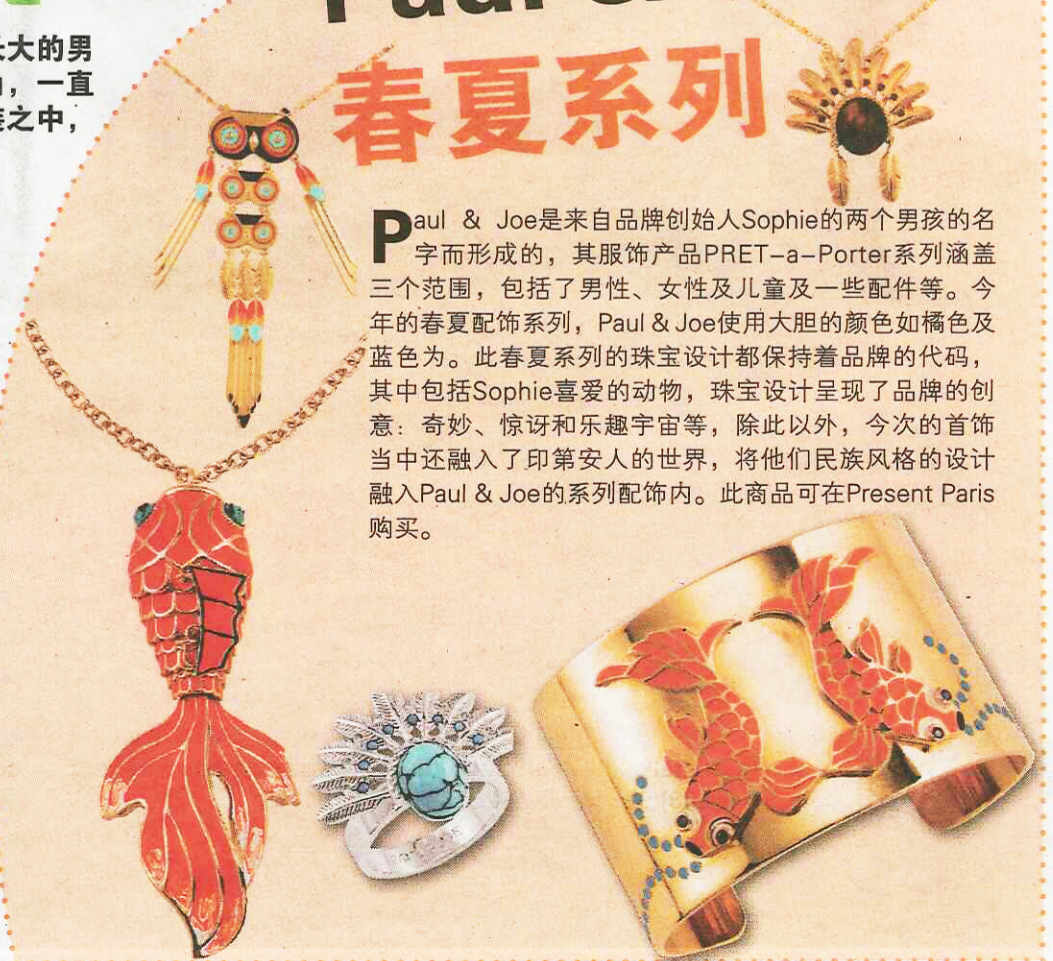 长大的男
，一直
之中，
Paul &
春夏系列
Paul & Joe是来自品牌创始人Sophie的两个男孩的名
字而形成的，其服饰产品PRET-a-Porter系列涵盖
三个范围，包括了男性、女性及儿童及一些配件等。今
年的春夏配饰系列，Paul & Joe使用大胆的颜色如橘色及
蓝色为。此春夏系列的珠宝设计都保持着品牌的代码，
其中包括Sophie喜爱的动物，珠宝设计呈现了品牌的创
意：奇妙、惊讶和乐趣宇宙等，除此以外，今次的首饰
当中还融入了印第安人的世界，将他们民族风格的设计
融入Paul & Joe的系列配饰内。此商品可在Present Paris
购买。